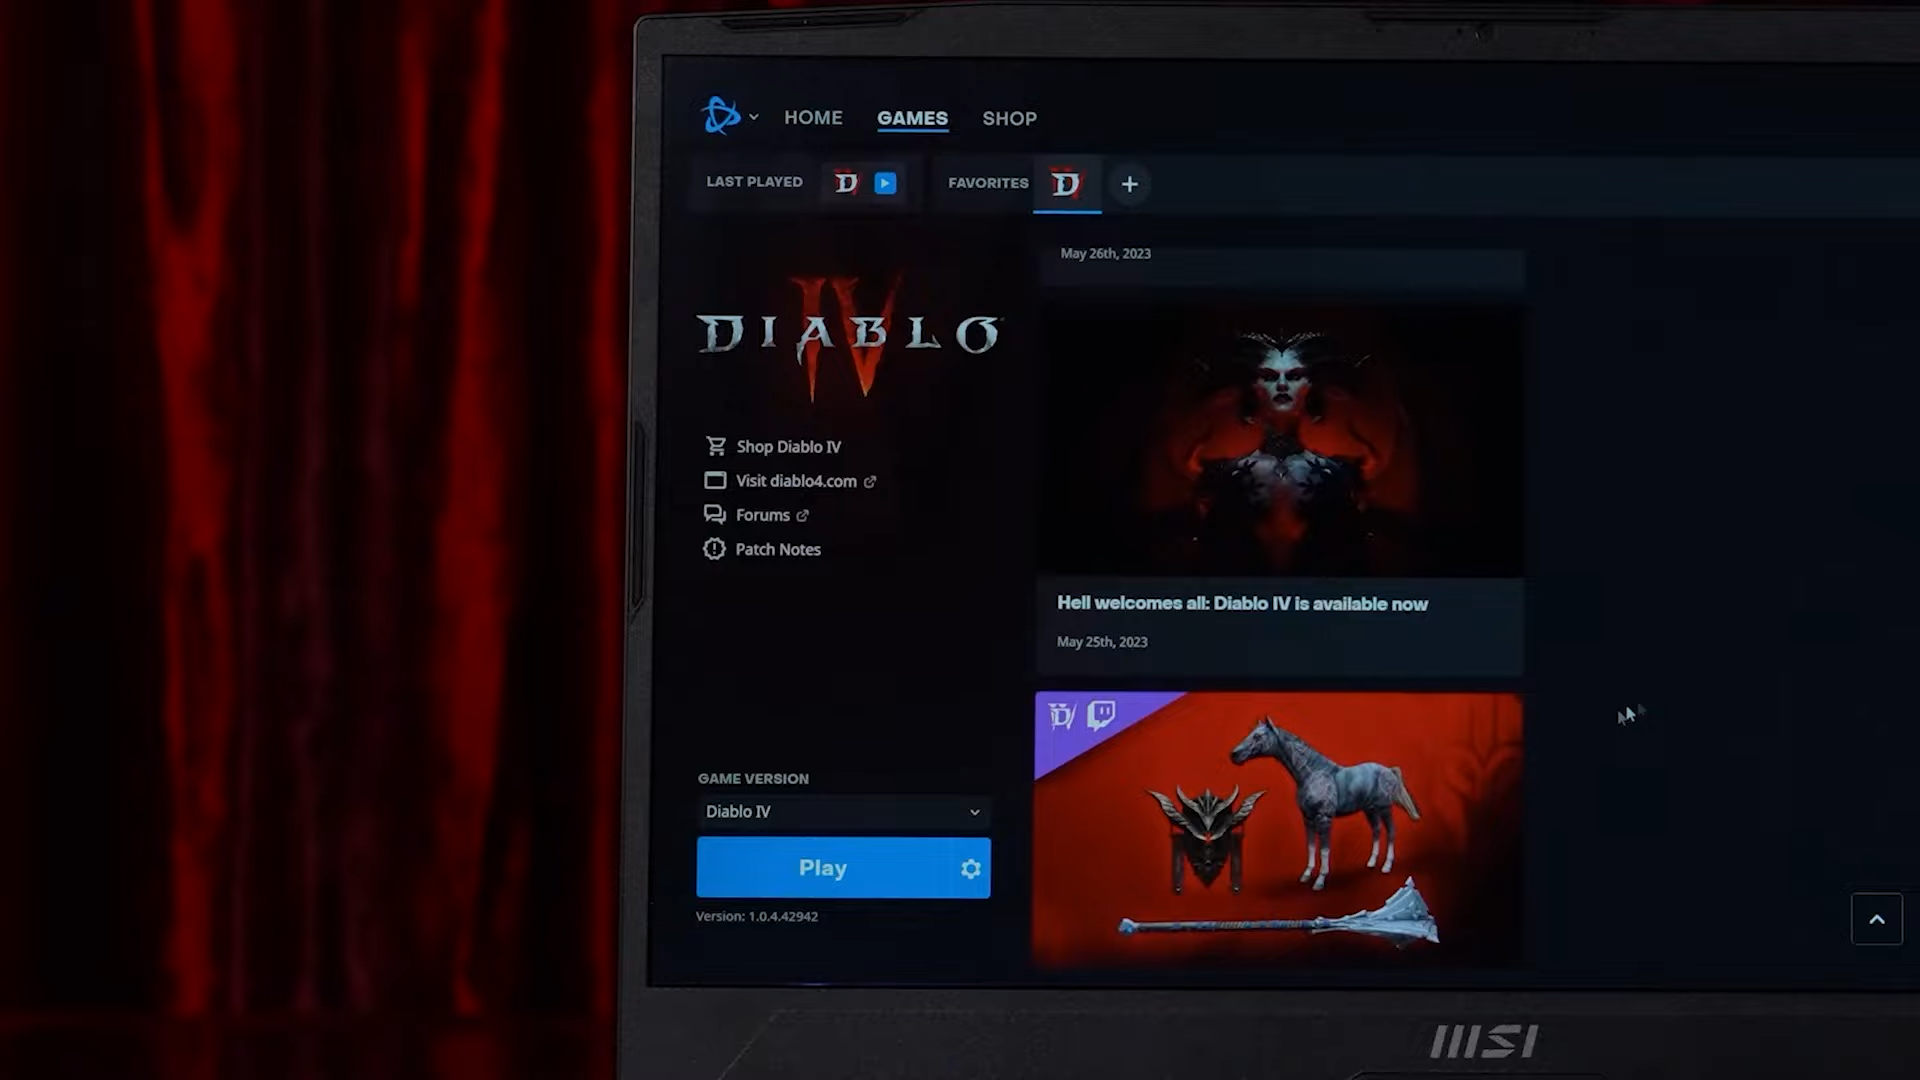 HOME GAMES SHOP
LAST PLAYED
FAVORITES
May 26th, 2023
DIABLO
IV
Shop Diablo IV
Visit diablo4.com
Forums
Patch Notes
Hell welcomes all: Diablo IV is available now
May 25th, 2023
GAME VERSION
Diablo IV
Play
Version: 1.0.4.42942
MSI